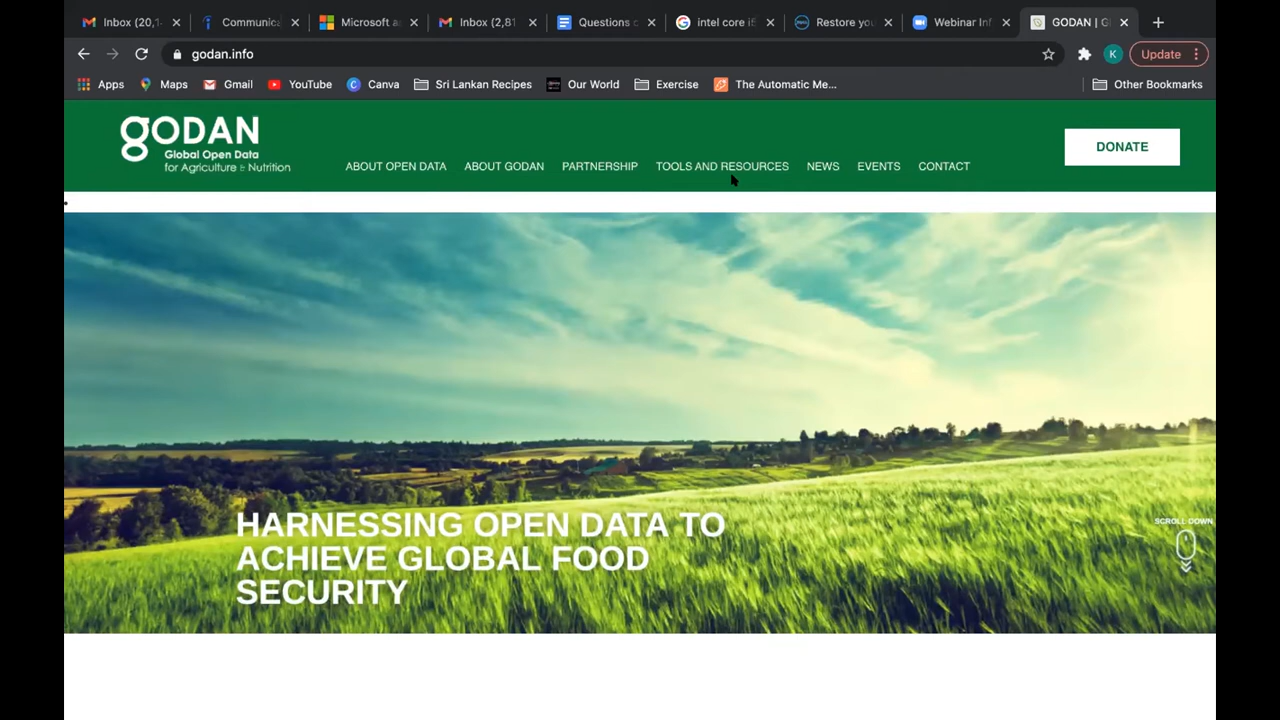 Inbox (20,1
Communica
Microsoft a
Inbox (2,81
Questions c
intel core i5
Restore you
Webinar Inf
GODAN | G
godan.info
K
Update
Apps
Maps
Gmail
YouTube
Canva
Sri Lankan Recipes
Our World
Exercise
The Automatic Me...
Other Bookmarks
GODAN
Global Open Data
for Agriculture & Nutrition
ABOUT OPEN DATA
ABOUT GODAN
PARTNERSHIP
TOOLS AND RESOURCES
NEWS
EVENTS
CONTACT
DONATE
HARNESSING OPEN DATA TO
ACHIEVE GLOBAL FOOD
SECURITY
SCROLL DOWN